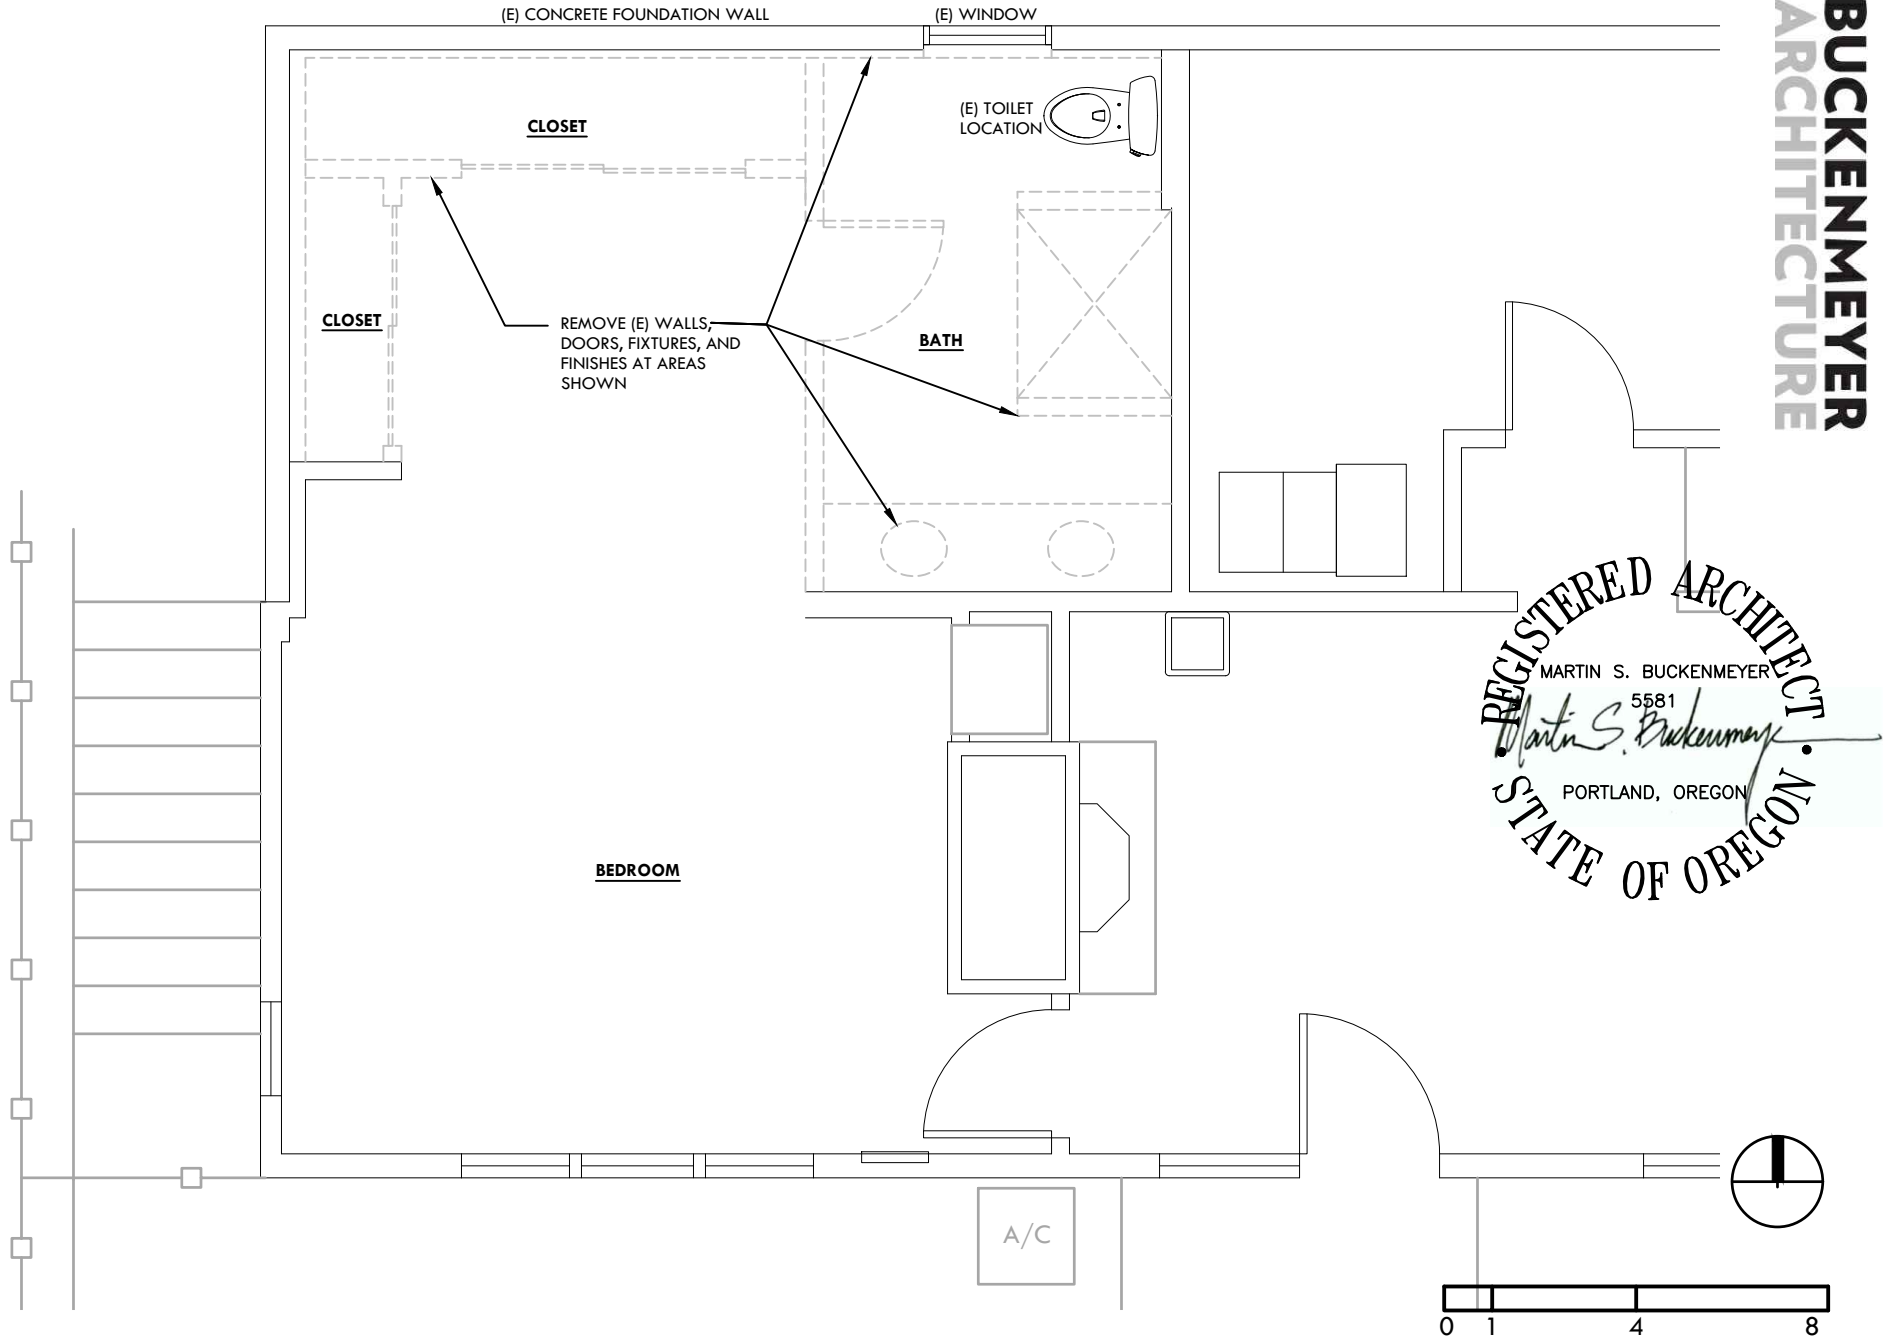 (E) CONCRETE FOUNDATION WALL
(E) WINDOW
BUCKENMEYER
ARCHITECTURE
CLOSET
(E) TOILET
LOCATION
CLOSET
REMOVE (E) WALLS,
DOORS, FIXTURES, AND
FINISHES AT AREAS
SHOWN
BATH
REGISTERED ARCHITECT
MARTIN S. BUCKENMEYER
5581
Martin S. Buckenmeyer
PORTLAND, OREGON
STATE OF OREGON
BEDROOM
A/C
0 1 4 8